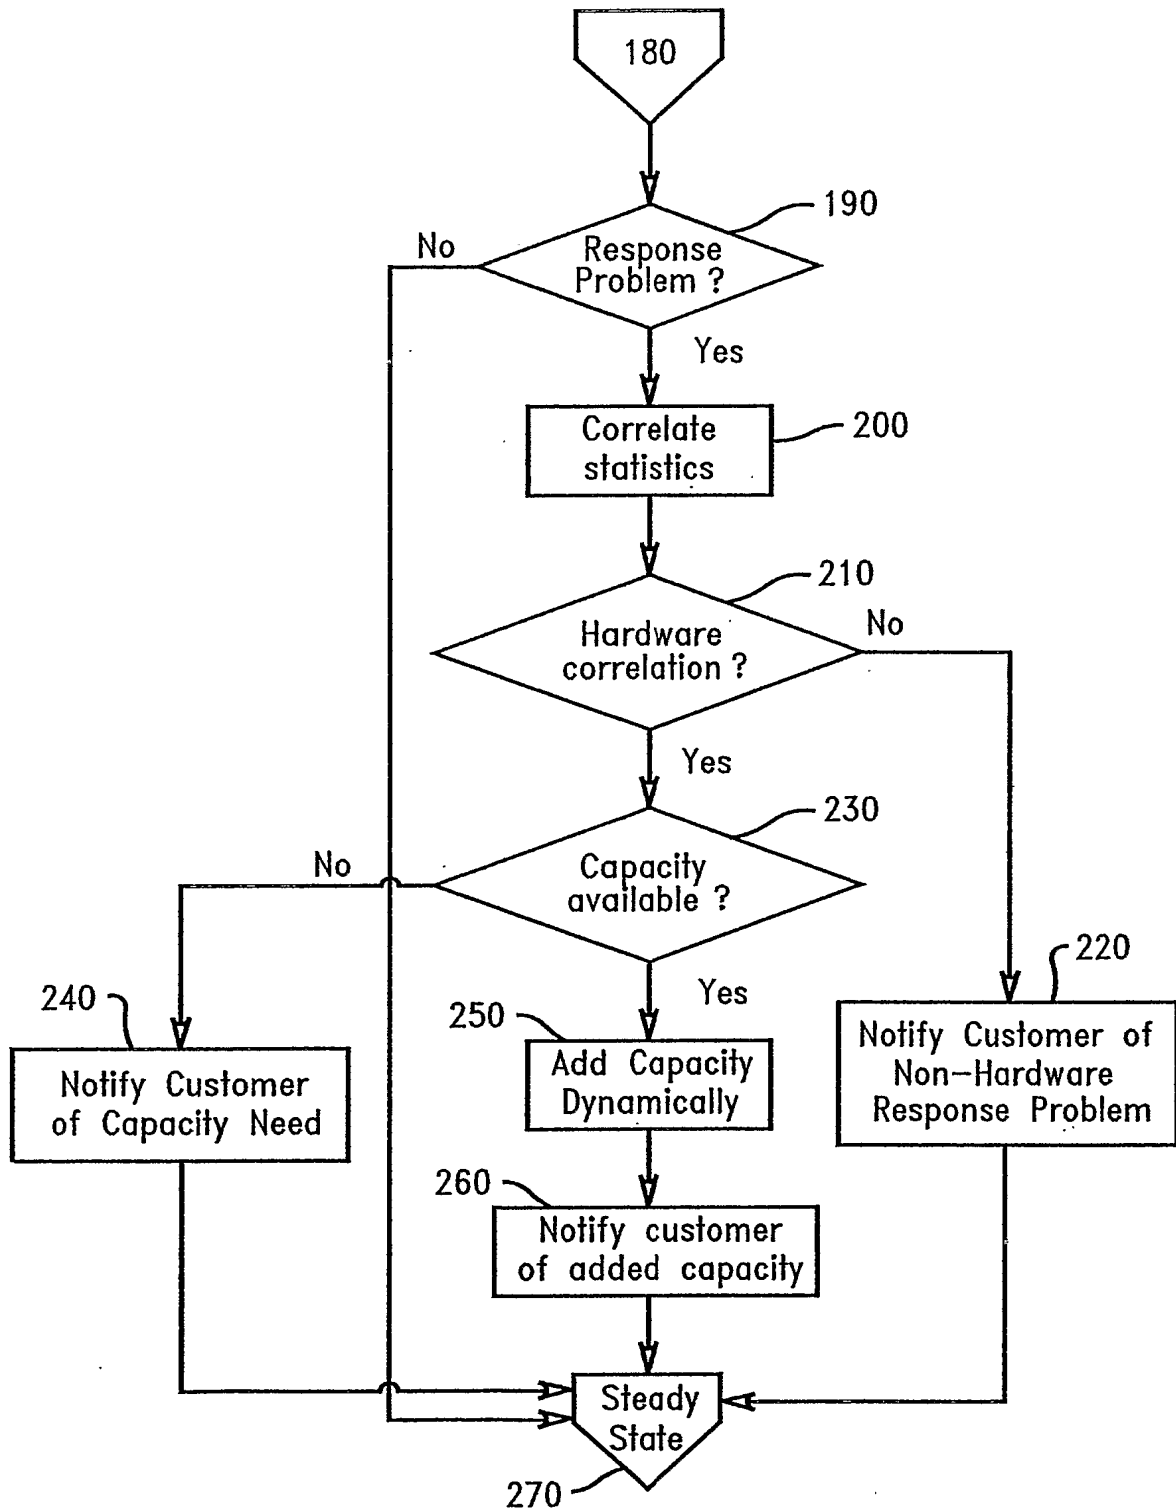 180
190
No
Response
Problem ?
Yes
Correlate
statistics
200
210
Hardware
correlation ?
No
Yes
230
Capacity
available ?
No
Yes
220
240
250
Notify Customer of
Non-Hardware
Response Problem
Add Capacity
Dynamically
Notify Customer
of Capacity Need
260
Notify customer
of added capacity
Steady
State
270